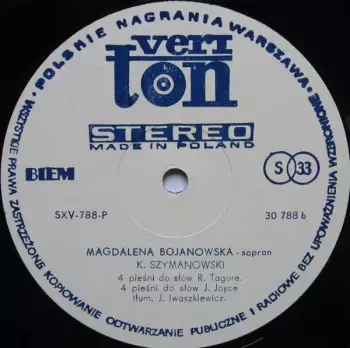 POLSKIE NAGRANIA WARSZAWA
veriton
STEREO
MADE IN POLAND
BIEM
S 33
SXV-788-P
30 788 b
MAGDALENA BOJANOWSKA - sopran
K. SZYMANOWSKI
4 pieśni do słów R. Tagore.
4 pieśni do słów J. Joyce
tłum. J. Iwaszkiewicz.
WSZYSTKIE PRAWA ZASTRZEŻONE KOPIOWANIE ODTWARZANIE PUBLICZNE I RADIOWE BEZ UPOWAŻNIENIA WZBRONIONE